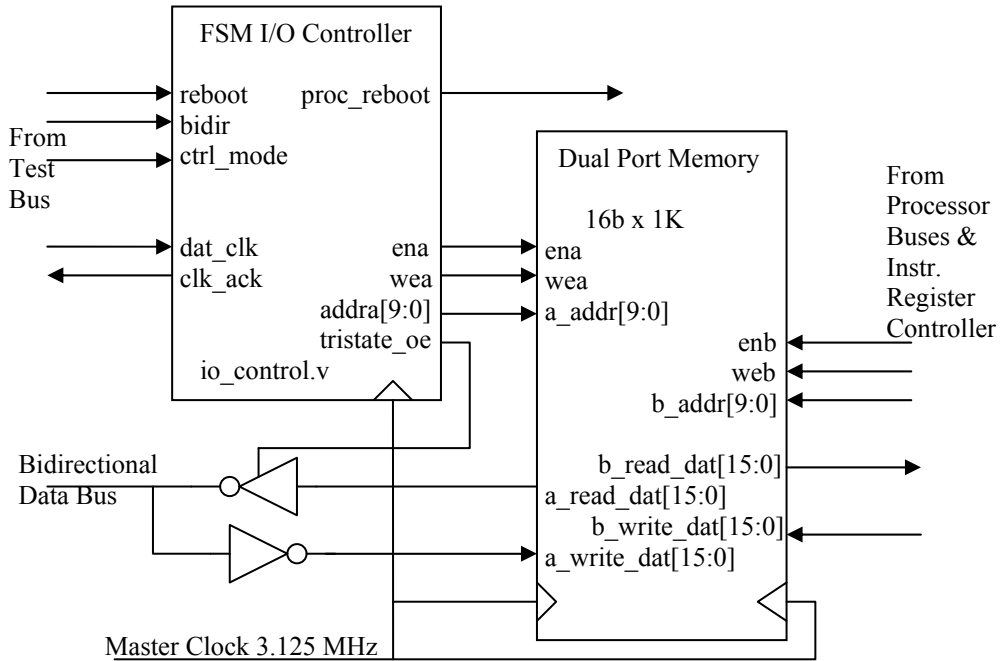 FSM I/O Controller
reboot
proc_reboot
bidir
ctrl_mode
From
Test
Bus
dat_clk
clk_ack
ena
wea
addra[9:0]
tristate_oe
io_control.v
Dual Port Memory
16b x 1K
ena
wea
a_addr[9:0]
enb
web
b_addr[9:0]
b_read_dat[15:0]
a_read_dat[15:0]
b_write_dat[15:0]
a_write_dat[15:0]
From
Processor
Buses &
Instr.
Register
Controller
Bidirectional
Data Bus
Master Clock 3.125 MHz